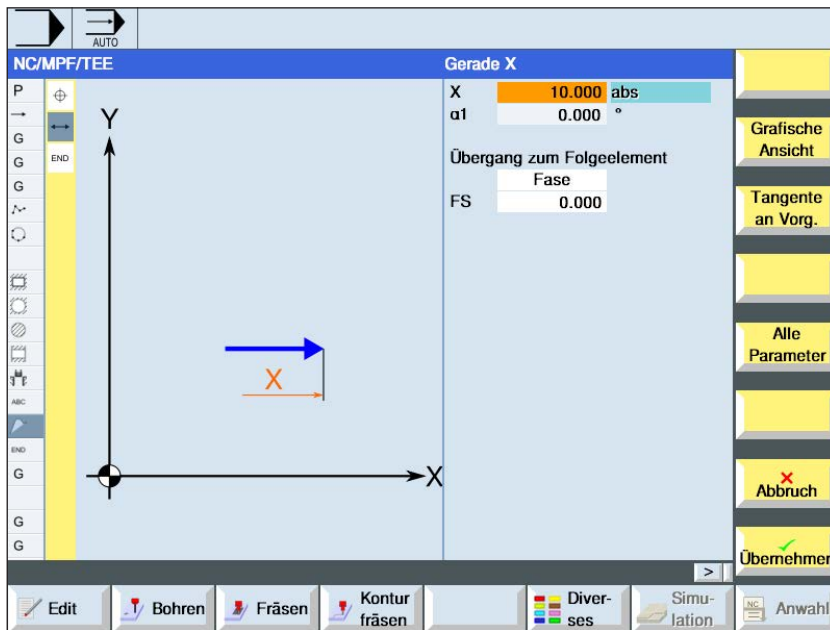 AUTO
NC/MPF/TEE
Gerade X
P
G
G
G
ABC
END
G
G
G
END
Y
X
X
X 10.000 abs
α1 0.000 °
Übergang zum Folgeelement
Fase
FS 0.000
Grafische
Ansicht
Tangente
an Vorg.
Alle
Parameter
Abbruch
Übernehmen
>
Edit
Bohren
Fräsen
Kontur
fräsen
Diver-
ses
Simu-
lation
NC
Anwahl